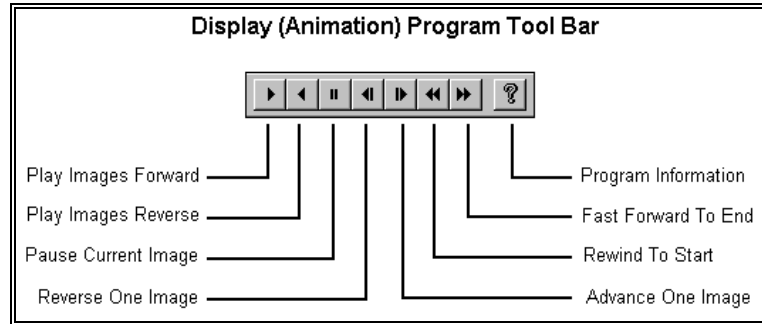 Display (Animation) Program Tool Bar
?
Play Images Forward
Program Information
Play Images Reverse
Fast Forward To End
Pause Current Image
Rewind To Start
Reverse One Image
Advance One Image